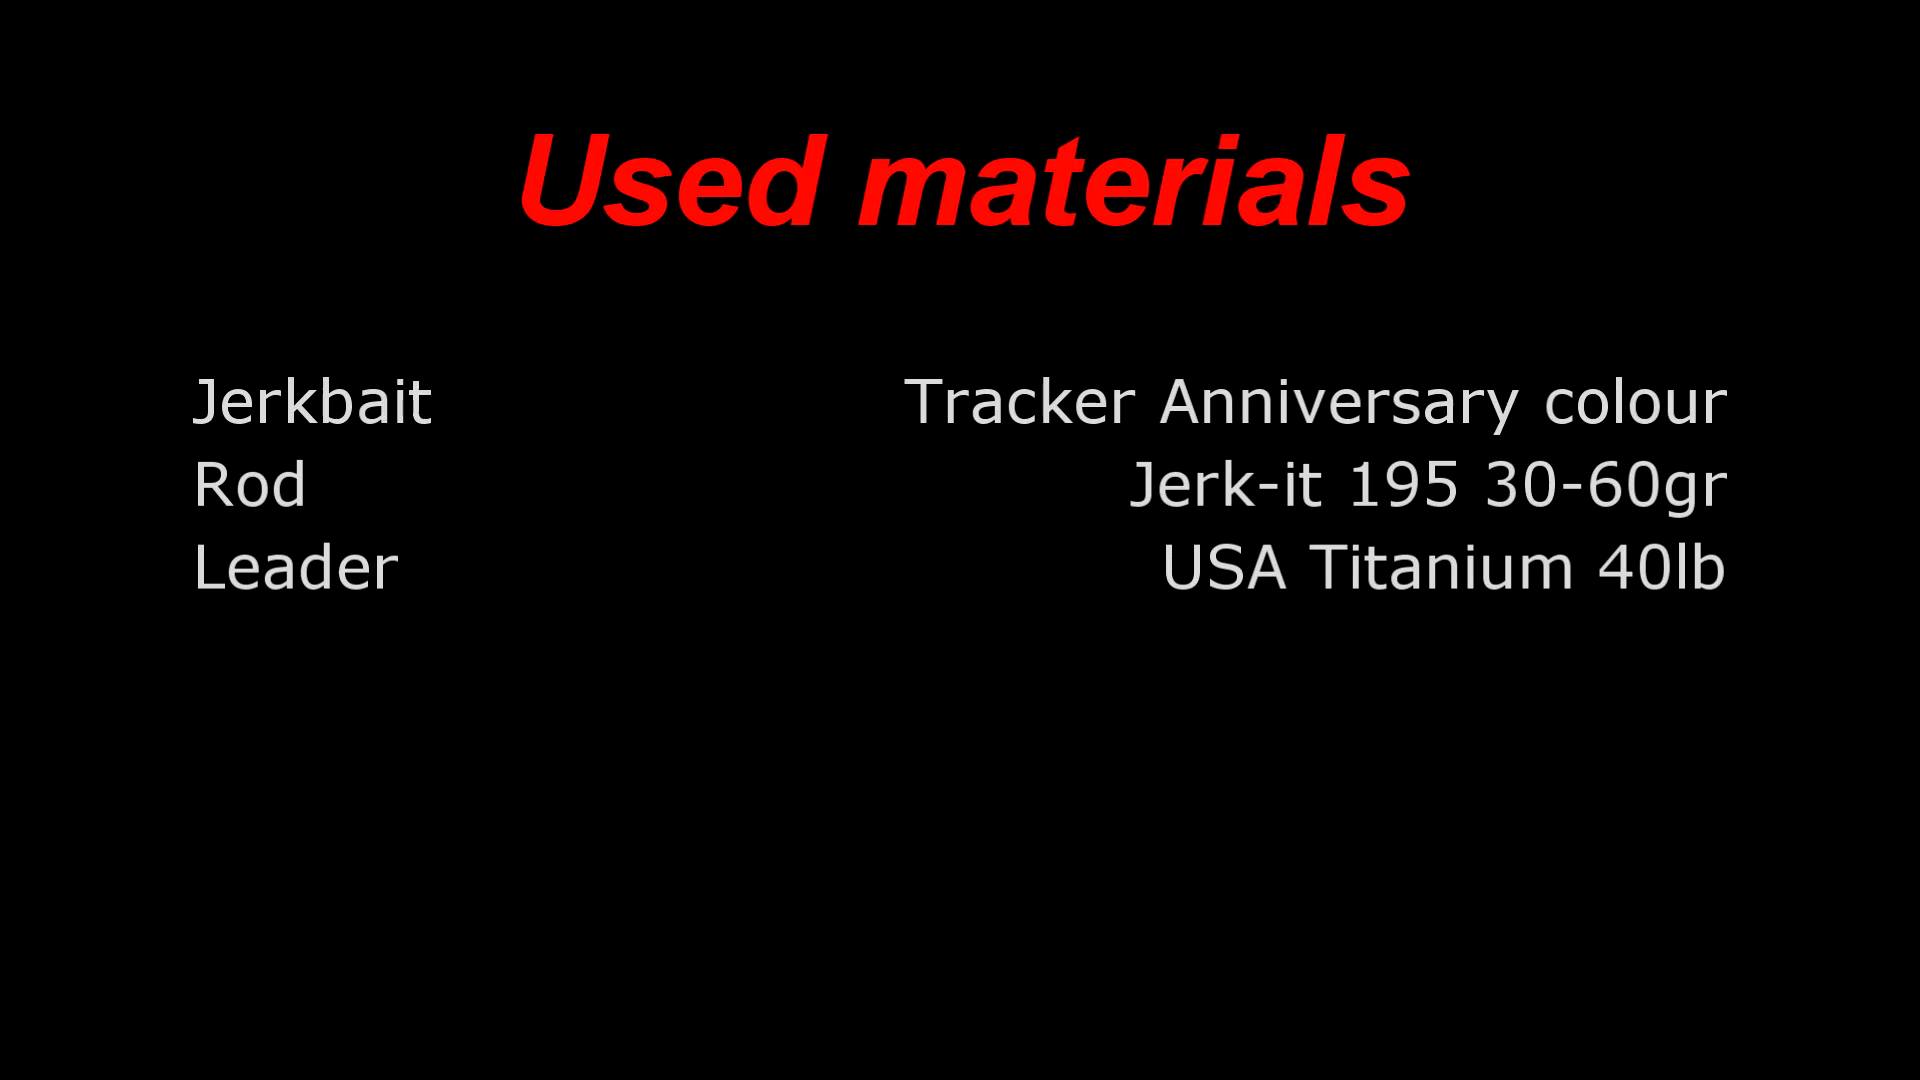 Used materials
Jerkbait Tracker Anniversary colour
Rod Jerk-it 195 30-60gr
Leader USA Titanium 40lb